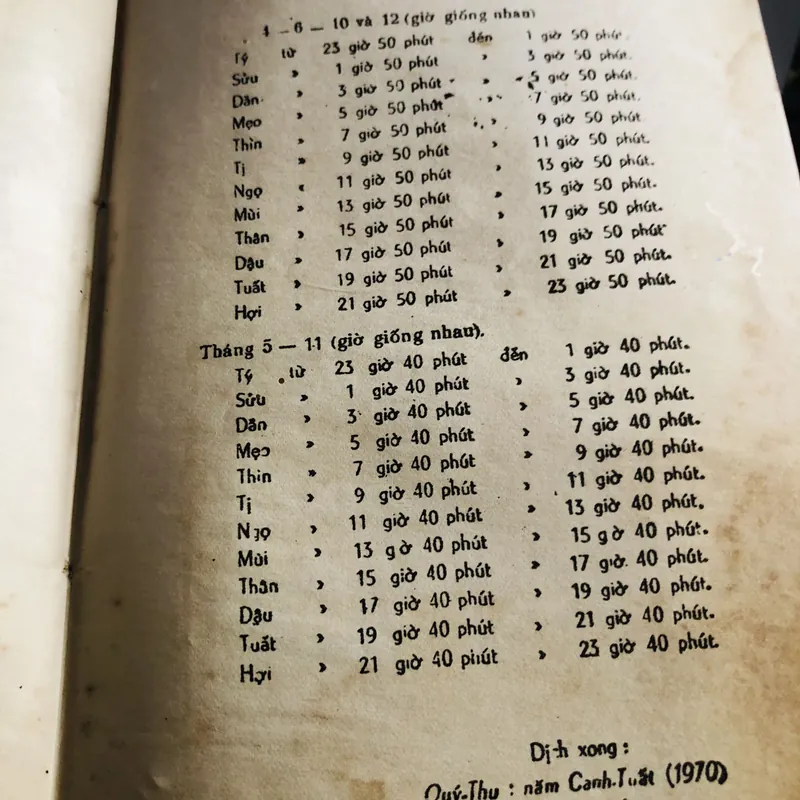 4 – 6 — 10 và 12 (giờ giống nhau)
Tý từ 23 giờ 50 phút đến 1 giờ 50 phút.
Sửu » 1 giờ 50 phút » 3 giờ 50 phút.
Dần » 3 giờ 50 phút » 5 giờ 50 phút.
Mẹo » 5 giờ 50 phút » 7 giờ 50 phút.
Thìn » 7 giờ 50 phút » 9 giờ 50 phút
Tị » 9 giờ 50 phút » 11 giờ 50 phút.
Ngọ « 11 giờ 50 phút » 13 giờ 50 phút.
Mùi » 13 giờ 50 phút » 15 giờ 50 phút.
Thân » 15 giờ 50 phút » 17 giờ 50 phút.
Dậu » 17 giờ 50 phút » 19 giờ 50 phút
Tuất » 19 giờ 50 phút » 21 giờ 50 phút.
Hợi » 21 giờ 50 phút » 23 giờ 50 phút.
Tháng 5 — 11 (giờ giống nhau).
Tý từ 23 giờ 40 phút đến 1 giờ 40 phút.
Sửu » 1 giờ 40 phút » 3 giờ 40 phút.
Dần » 3 giờ 40 phút » 5 giờ 40 phút.
Mẹo » 5 giờ 40 phút » 7 giờ 40 phút.
Thìn » 7 giờ 40 phút » 9 giờ 40 phút.
Tị » 9 giờ 40 phút » 11 giờ 40 phút.
Ngọ » 11 giờ 40 phút » 13 giờ 40 phút.
Mùi » 13 gờ 40 phút » 15 gờ 40 phút.
Thân » 15 giờ 40 phút » 17 giờ 40 phút.
Dậu » 17 giờ 40 phút » 19 giờ 40 phút.
Tuất » 19 giờ 40 phút » 21 giờ 40 phút.
Hợi » 21 giờ 40 phút » 23 giờ 40 phút.
Dịch xong :
Quý-Thu : năm Canh-Tuất (1970)